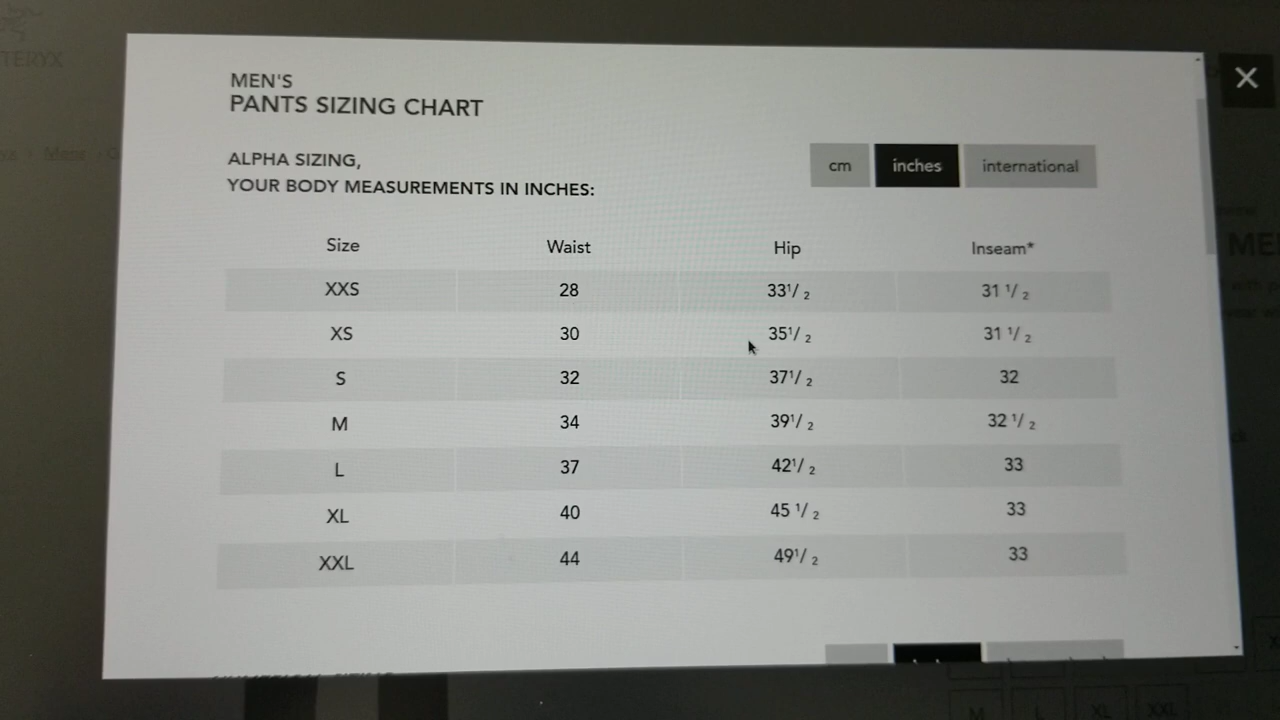 TERYX
MEN'S
PANTS SIZING CHART
ALPHA SIZING,
YOUR BODY MEASUREMENTS IN INCHES:
cm inches international
Size Waist Hip Inseam*
XXS 28 33 1/2 31 1/2
XS 30 35 1/2 31 1/2
S 32 37 1/2 32
M 34 39 1/2 32 1/2
L 37 42 1/2 33
XL 40 45 1/2 33
XXL 44 49 1/2 33
M L XL XXL